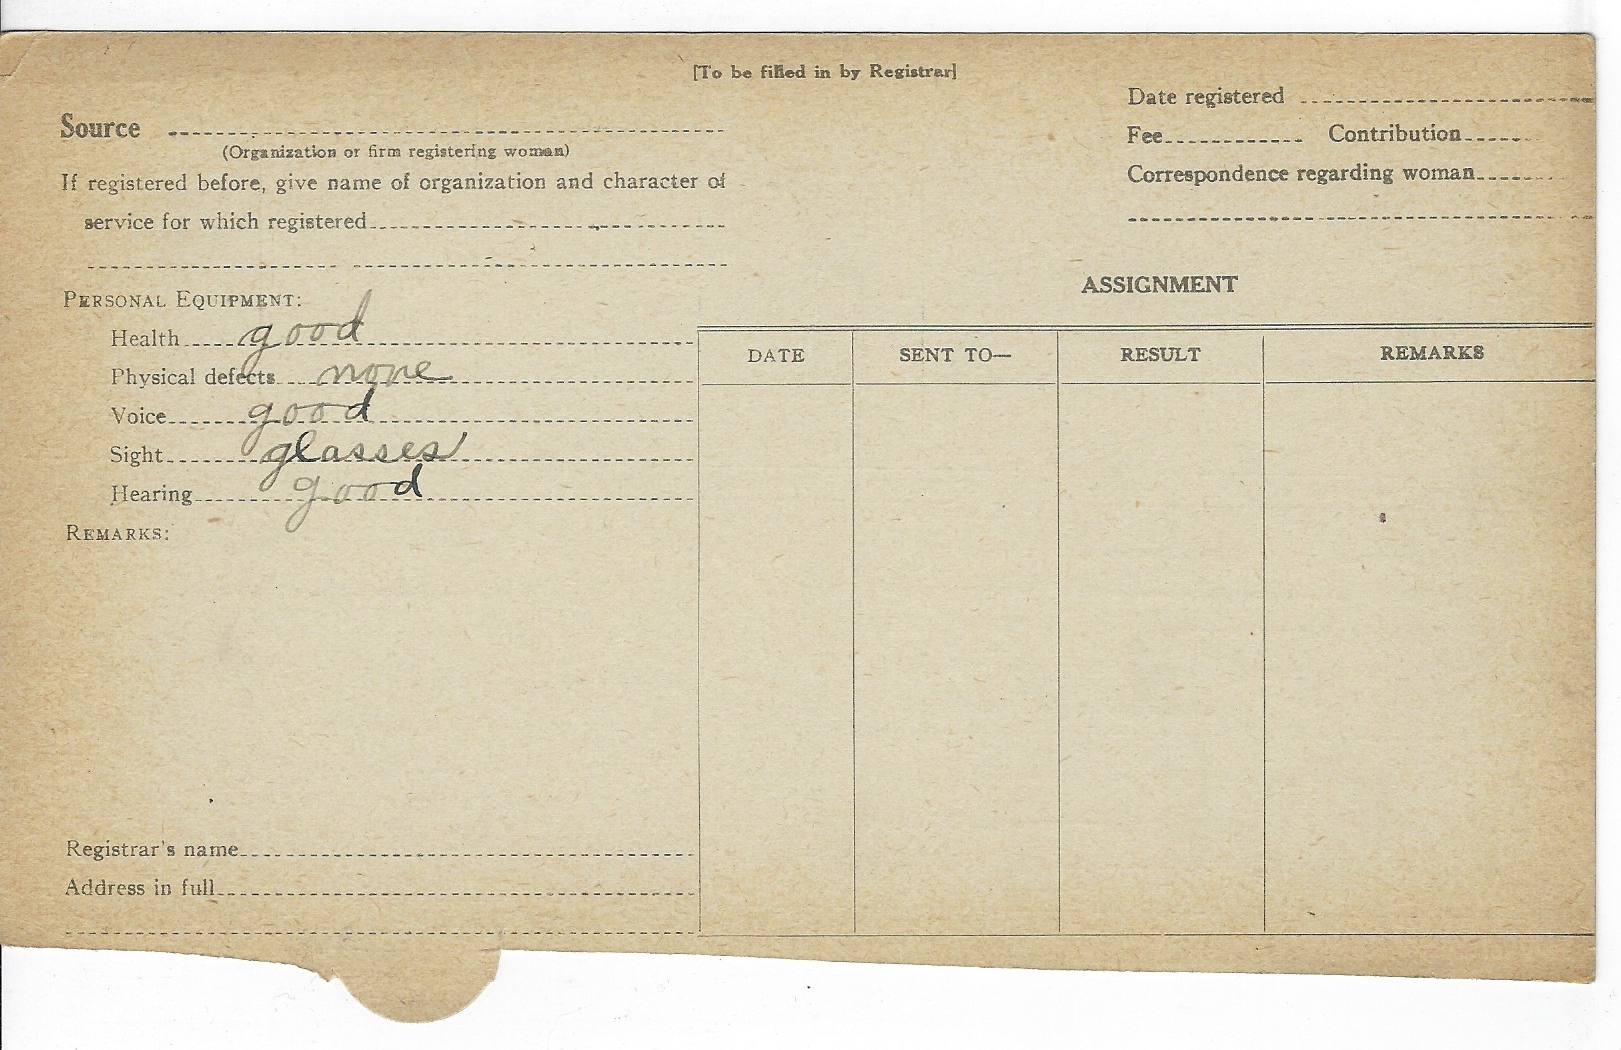 [To be filled in by Registrar]
Source
(Organization or firm registering woman)
If registered before, give name of organization and character of
service for which registered
Date registered
Fee Contribution
Correspondence regarding woman
PERSONAL EQUIPMENT:
Health good
Physical defects none
Voice good
Sight glasses
Hearing good
REMARKS:
Registrar's name
Address in full
ASSIGNMENT
DATE SENT TO— RESULT REMARKS